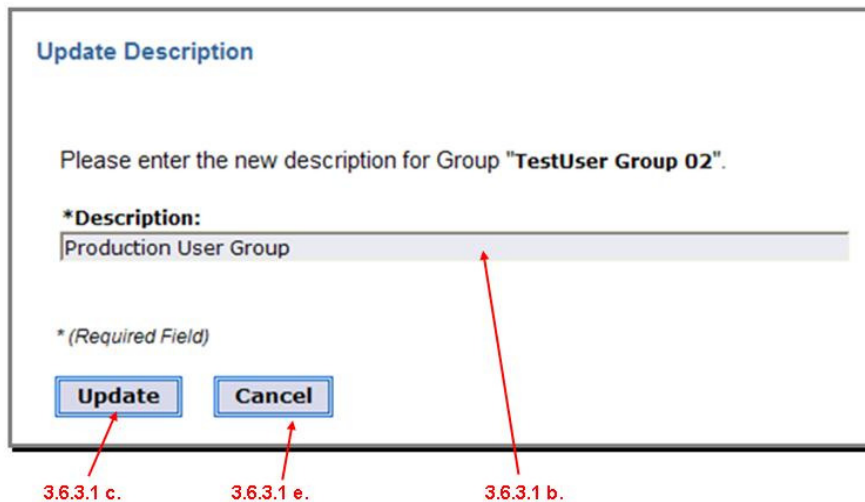 Update Description
Please enter the new description for Group "TestUser Group 02".
*Description:
Production User Group
* (Required Field)
Update Cancel
3.6.3.1 c. 3.6.3.1 e. 3.6.3.1 b.